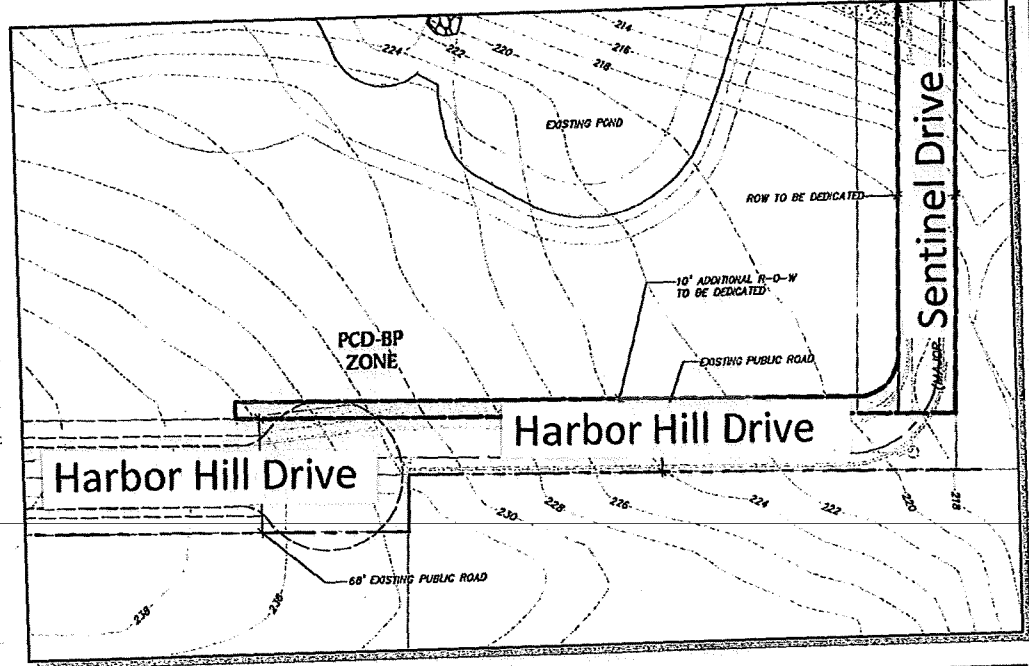 214
216
218
224
222
220
EXISTING POND
Sentinel Drive
ROW TO BE DEDICATED
10' ADDITIONAL R-O-W
TO BE DEDICATED
PCD-BP
ZONE
EXISTING PUBLIC ROAD
(MAJOR
Harbor Hill Drive
Harbor Hill Drive
230
228
226
224
222
220
218
68' EXISTING PUBLIC ROAD
238
238